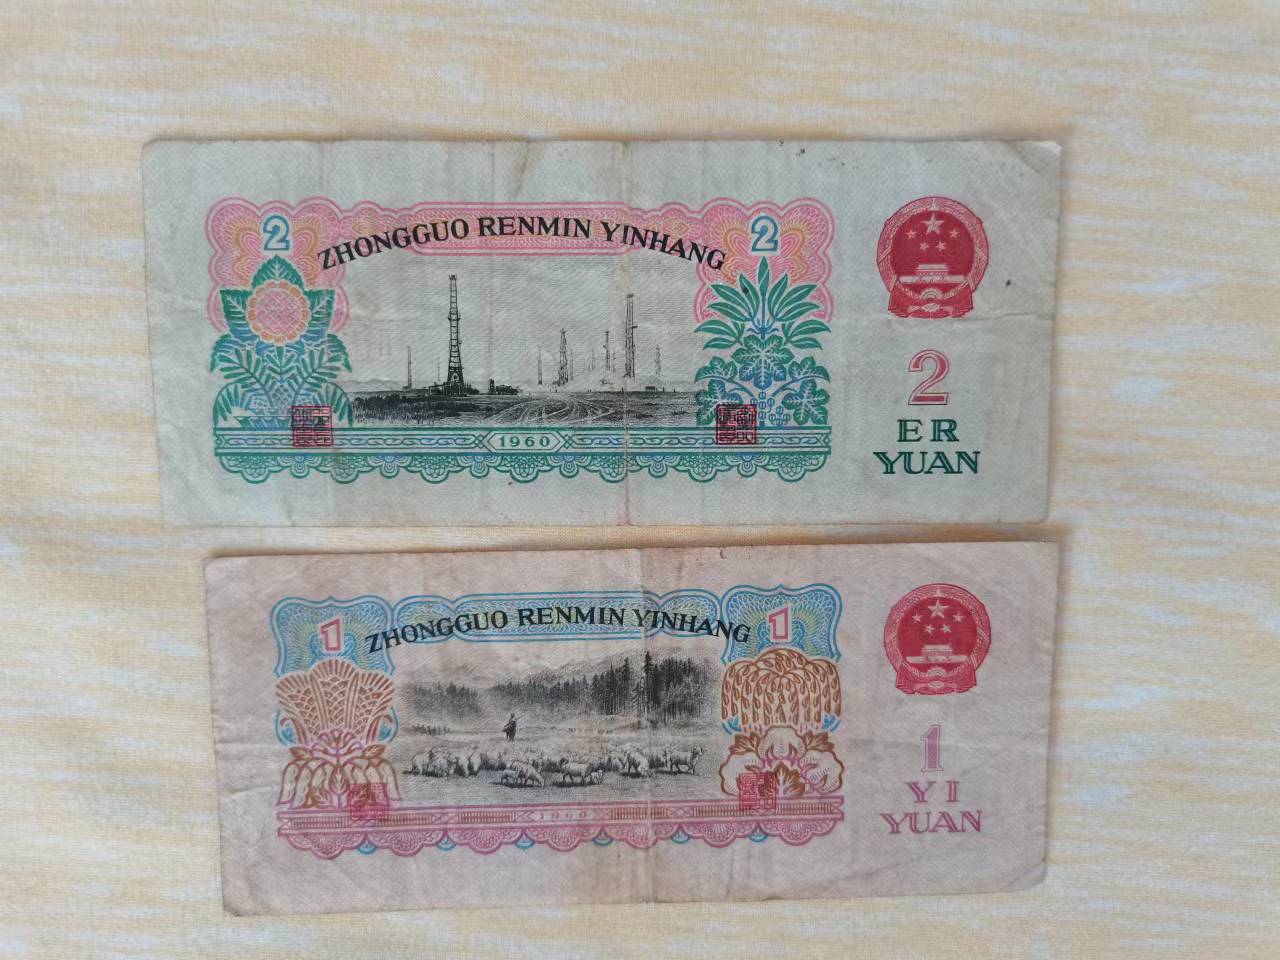 2
ZHONGGUO RENMIN YINHANG
2
2
ER
YUAN
1960
1
ZHONGGUO RENMIN YINHANG
1
1
YI
YUAN
1960